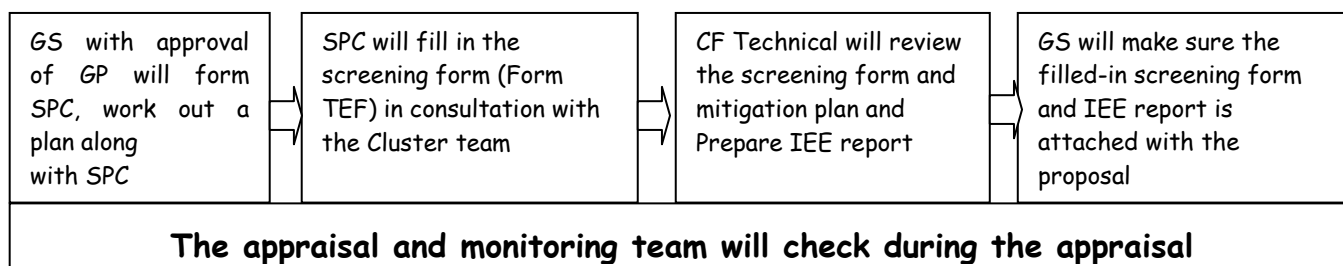 GS with approval
of GP will form
SPC, work out a
plan along
with SPC
SPC will fill in the
screening form (Form
TEF) in consultation with
the Cluster team
CF Technical will review
the screening form and
mitigation plan and
Prepare IEE report
GS will make sure the
filled-in screening form
and IEE report is
attached with the
proposal
The appraisal and monitoring team will check during the appraisal